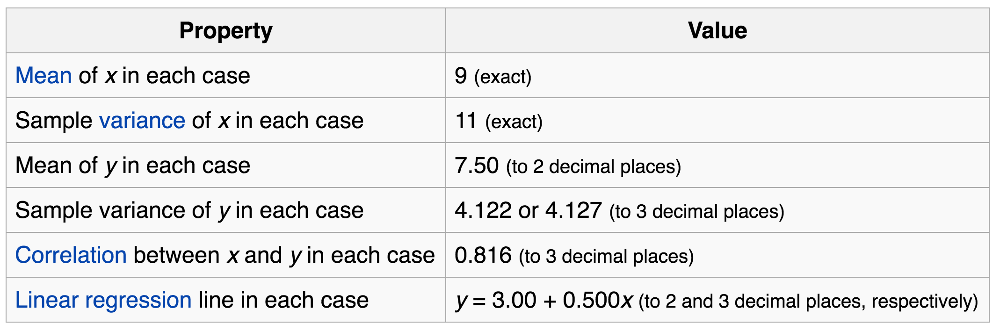 Property Value
Mean of x in each case 9 (exact)
Sample variance of x in each case 11 (exact)
Mean of y in each case 7.50 (to 2 decimal places)
Sample variance of y in each case 4.122 or 4.127 (to 3 decimal places)
Correlation between x and y in each case 0.816 (to 3 decimal places)
Linear regression line in each case y = 3.00 + 0.500x (to 2 and 3 decimal places, respectively)